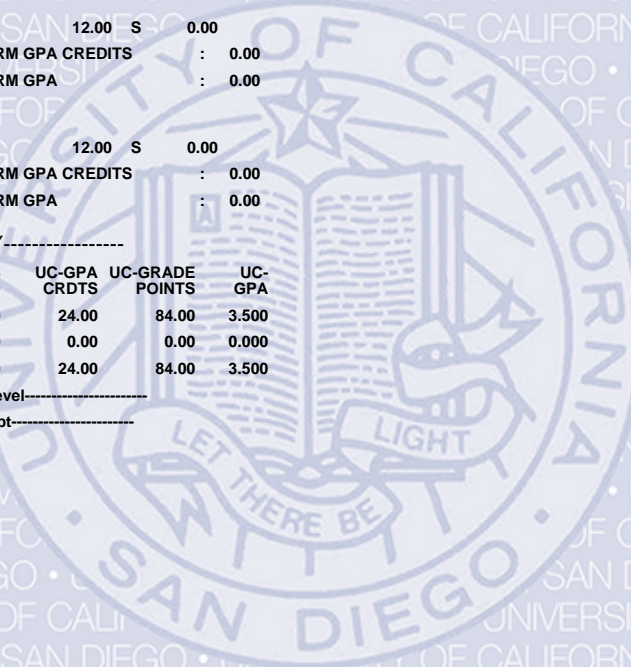 12.00 S 0.00
RM GPA CREDITS : 0.00
RM GPA : 0.00
12.00 S 0.00
RM GPA CREDITS : 0.00
RM GPA : 0.00
Y-----------------
UC-GPA UC-GRADE UC-
CRDTS POINTS GPA
24.00 84.00 3.500
0.00 0.00 0.000
24.00 84.00 3.500
evel-----------------------
pt-----------------------
UNIVERSITY OF CALIFORNIA
SAN DIEGO
LET THERE BE LIGHT
A